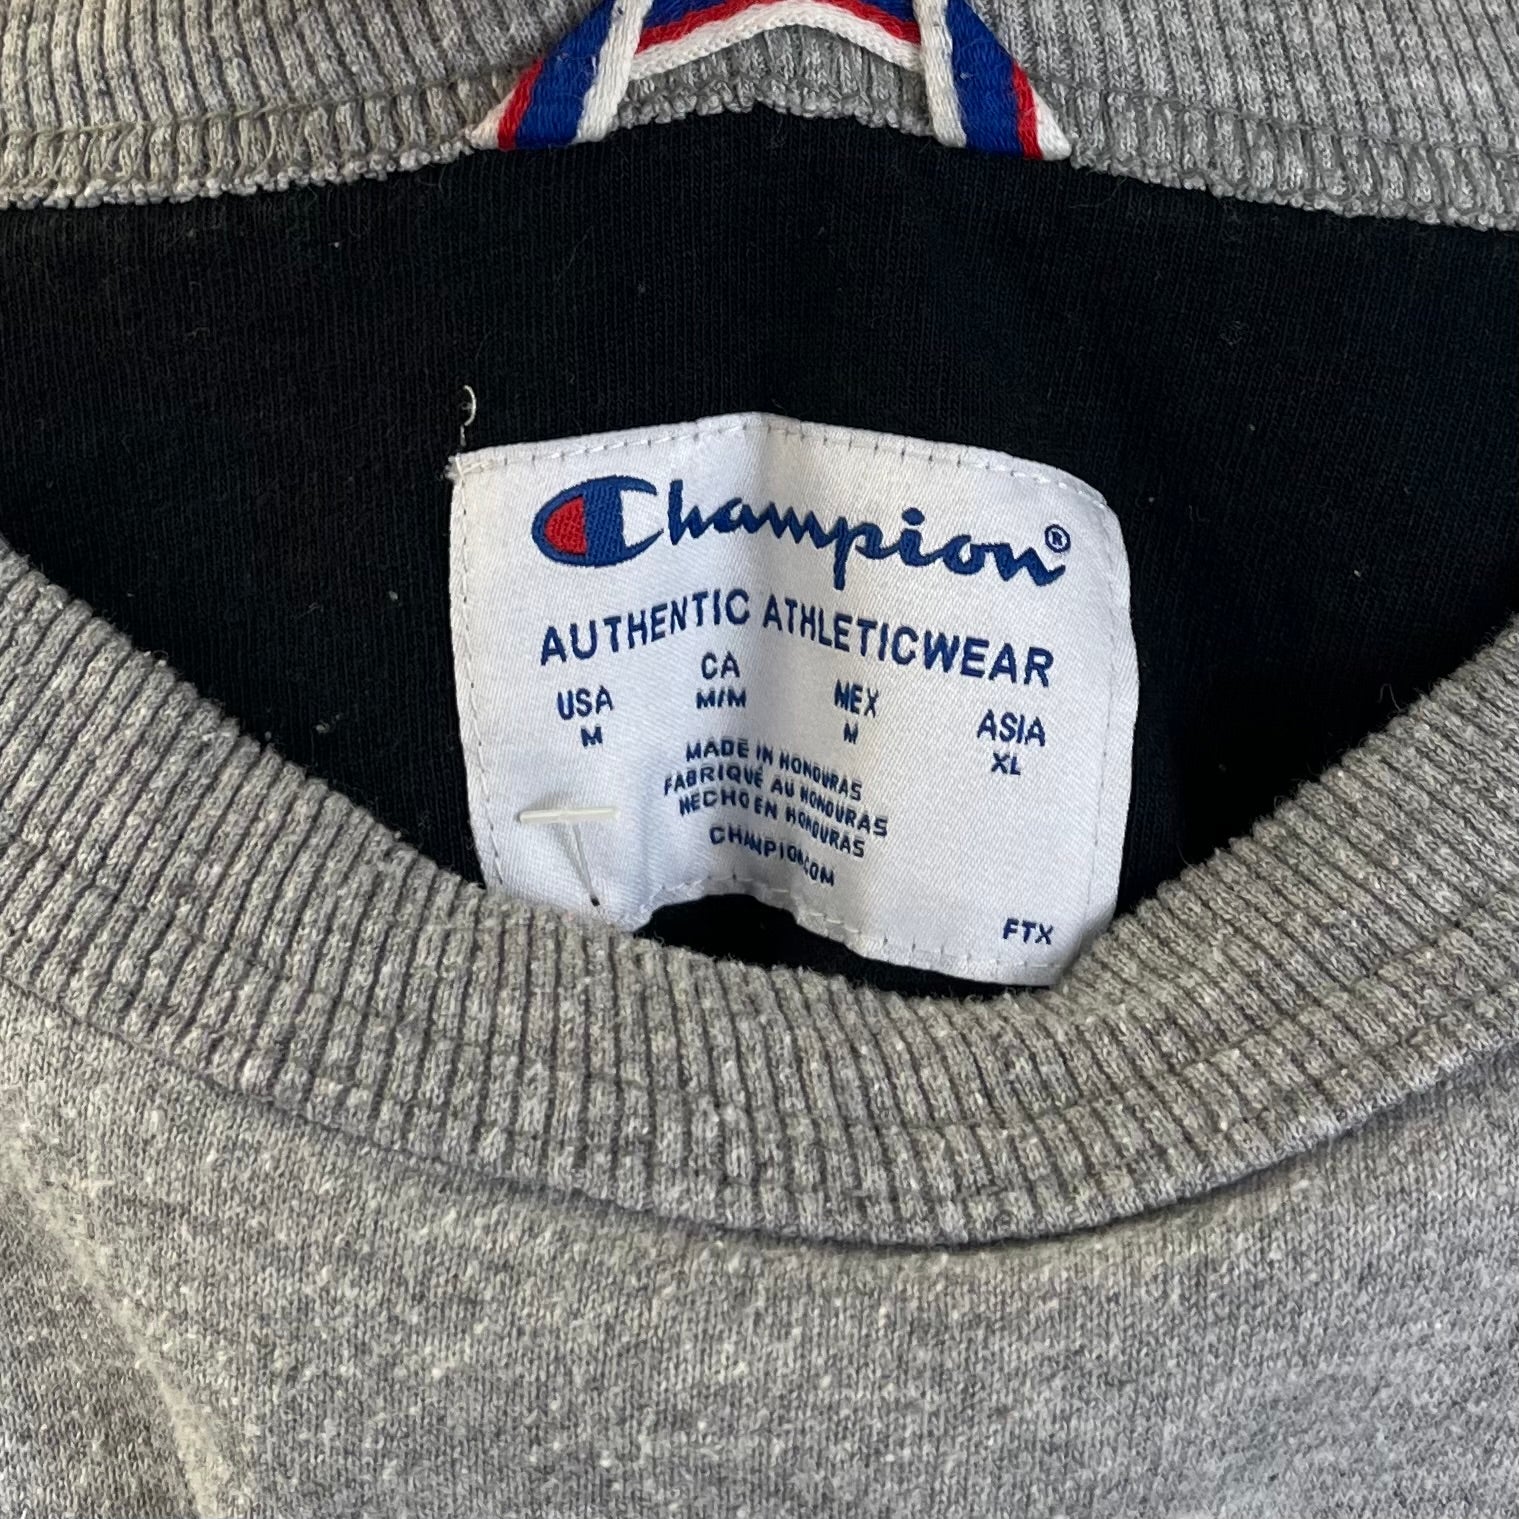 Champion®
AUTHENTIC ATHLETICWEAR
USA CA MEX ASIA
M M/M M XL
MADE IN HONDURAS
FABRIQUÉ AU HONDURAS
HECHO EN HONDURAS
CHAMPION.COM
FTX